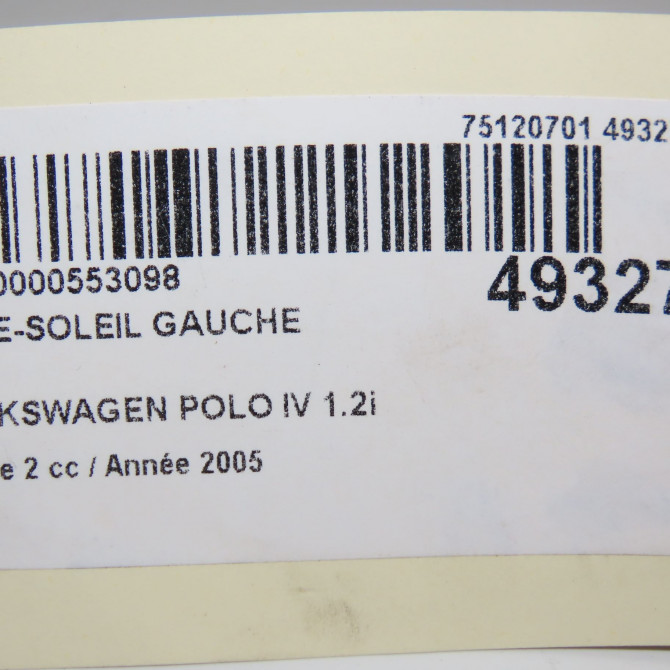 75120701 4932
0000553098
49327
E-SOLEIL GAUCHE
KSWAGEN POLO IV 1.2i
e 2 cc / Année 2005